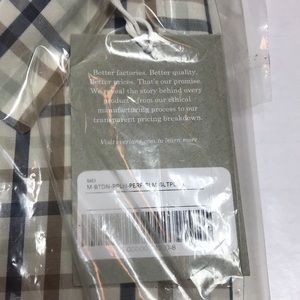 Better factories. Better quality.
Better prices. That's our promise.
We reveal the story behind every
product, from our ethical
manufacturing process to our
transparent pricing breakdown.
Visit everlane.com to learn more